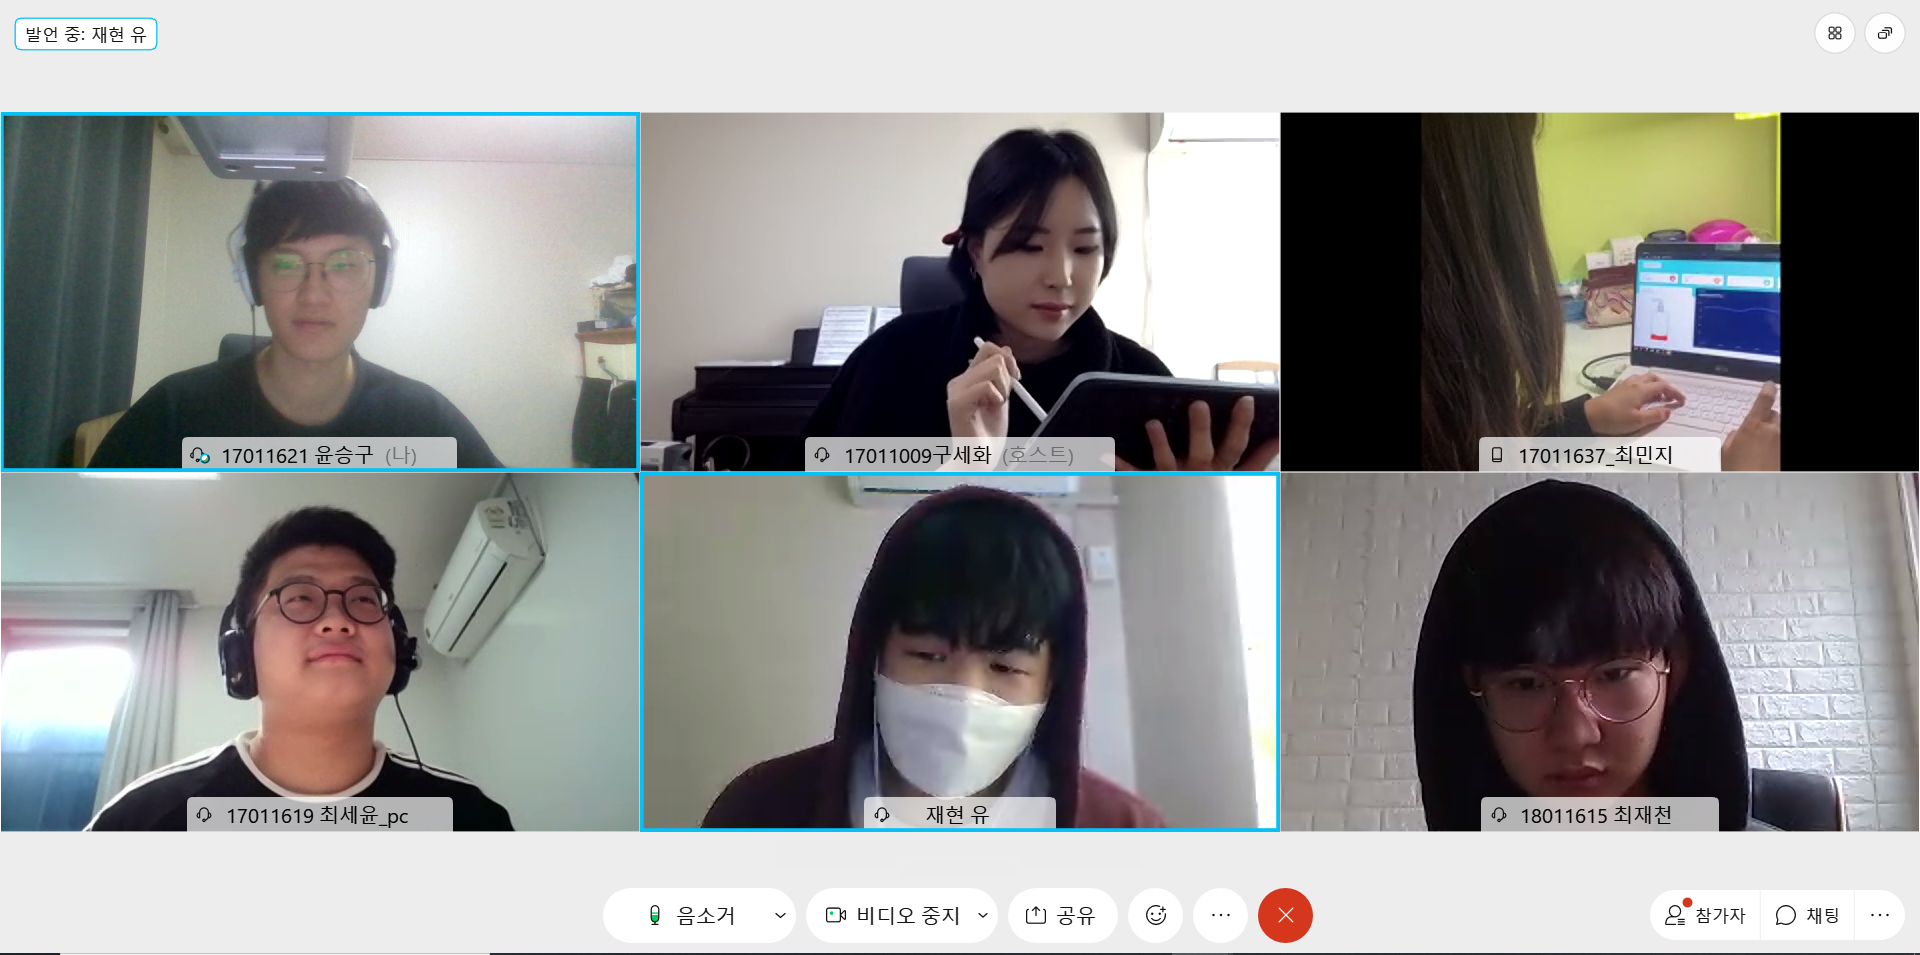 발언 중: 재현 유
17011621 윤승구 (나)
17011009구세화 (호스트)
17011637_최민지
17011619 최세윤_pc
재현 유
18011615 최재천
음소거
비디오 중지
공유
참가자
채팅